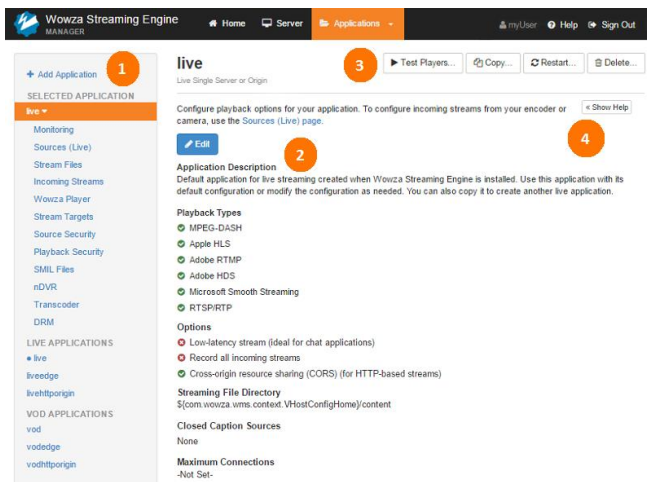 Wowza Streaming Engine
MANAGER
Home
Server
Applications
myUser
Help
Sign Out
+ Add Application
1
SELECTED APPLICATION
live
Monitoring
Sources (Live)
Stream Files
Incoming Streams
Wowza Player
Stream Targets
Source Security
Playback Security
SMIL Files
nDVR
Transcoder
DRM
LIVE APPLICATIONS
live
liveedge
livehttporigin
VOD APPLICATIONS
vod
vodedge
vodhttporigin
live
Live Single Server or Origin
3
Test Players...
Copy...
Restart...
Delete...
Configure playback options for your application. To configure incoming streams from your encoder or
camera, use the Sources (Live) page.
« Show Help
4
Edit
2
Application Description
Default application for live streaming created when Wowza Streaming Engine is installed. Use this application with its
default configuration or modify the configuration as needed. You can also copy it to create another live application.
Playback Types
MPEG-DASH
Apple HLS
Adobe RTMP
Adobe HDS
Microsoft Smooth Streaming
RTSP/RTP
Options
Low-latency stream (ideal for chat applications)
Record all incoming streams
Cross-origin resource sharing (CORS) (for HTTP-based streams)
Streaming File Directory
${com.wowza.wms.context.VHostConfigHome}/content
Closed Caption Sources
None
Maximum Connections
-Not Set-